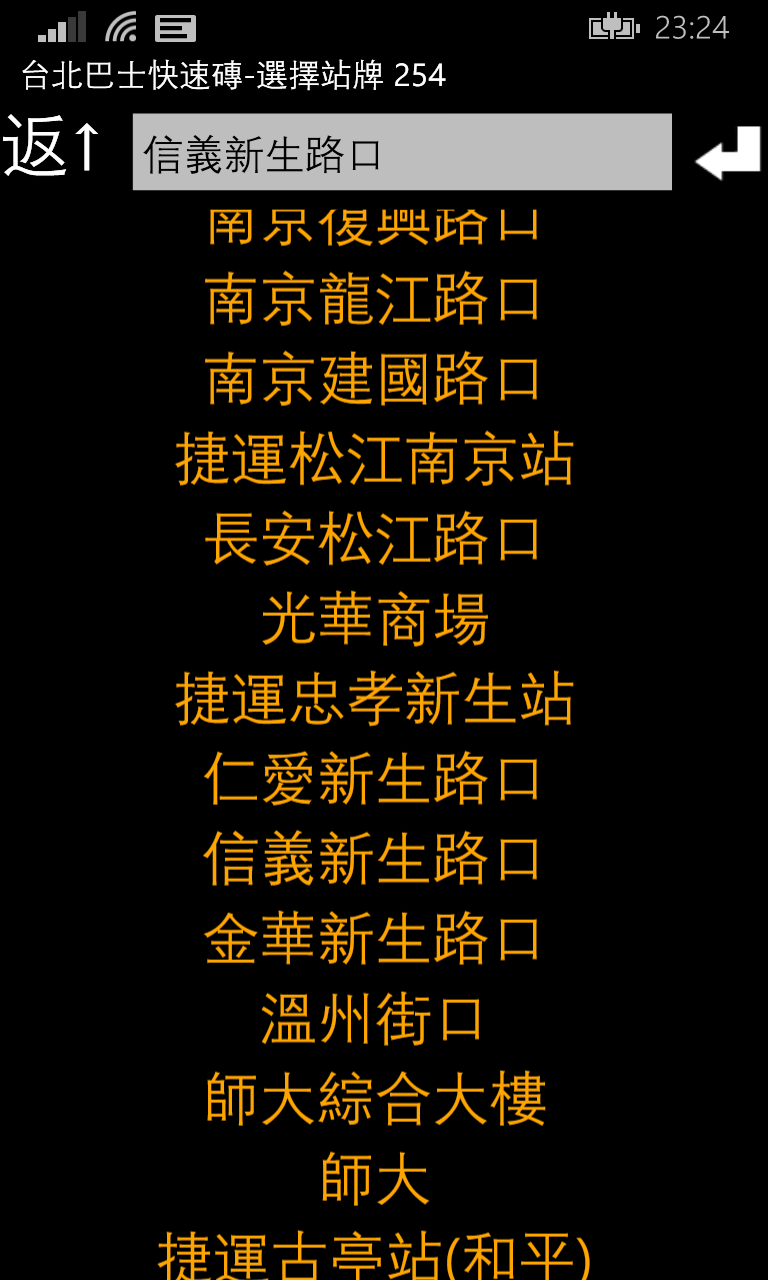 23:24
台北巴士快速磚-選擇站牌 254
返↑ 信義新生路口
南京復興路口
南京龍江路口
南京建國路口
捷運松江南京站
長安松江路口
光華商場
捷運忠孝新生站
仁愛新生路口
信義新生路口
金華新生路口
溫州街口
師大綜合大樓
師大
捷運古亭站(和平)